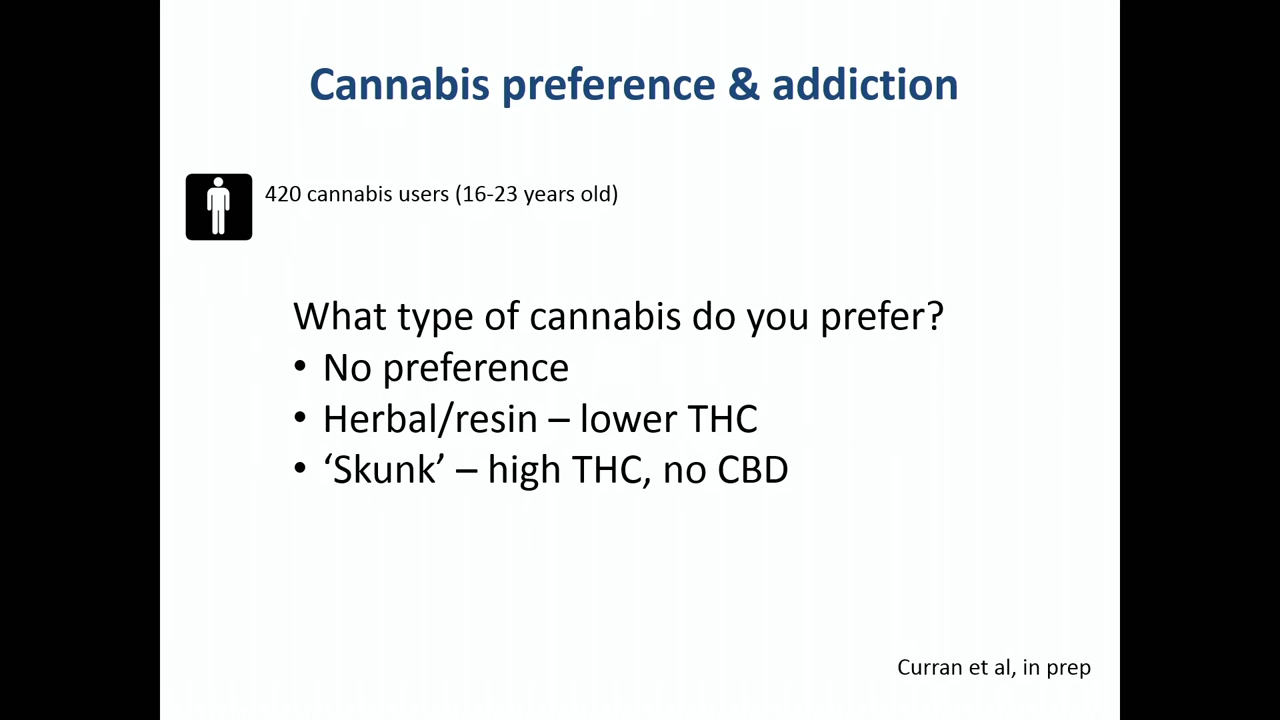 Cannabis preference & addiction
420 cannabis users (16-23 years old)
What type of cannabis do you prefer?
• No preference
• Herbal/resin – lower THC
• ‘Skunk’ – high THC, no CBD
Curran et al, in prep